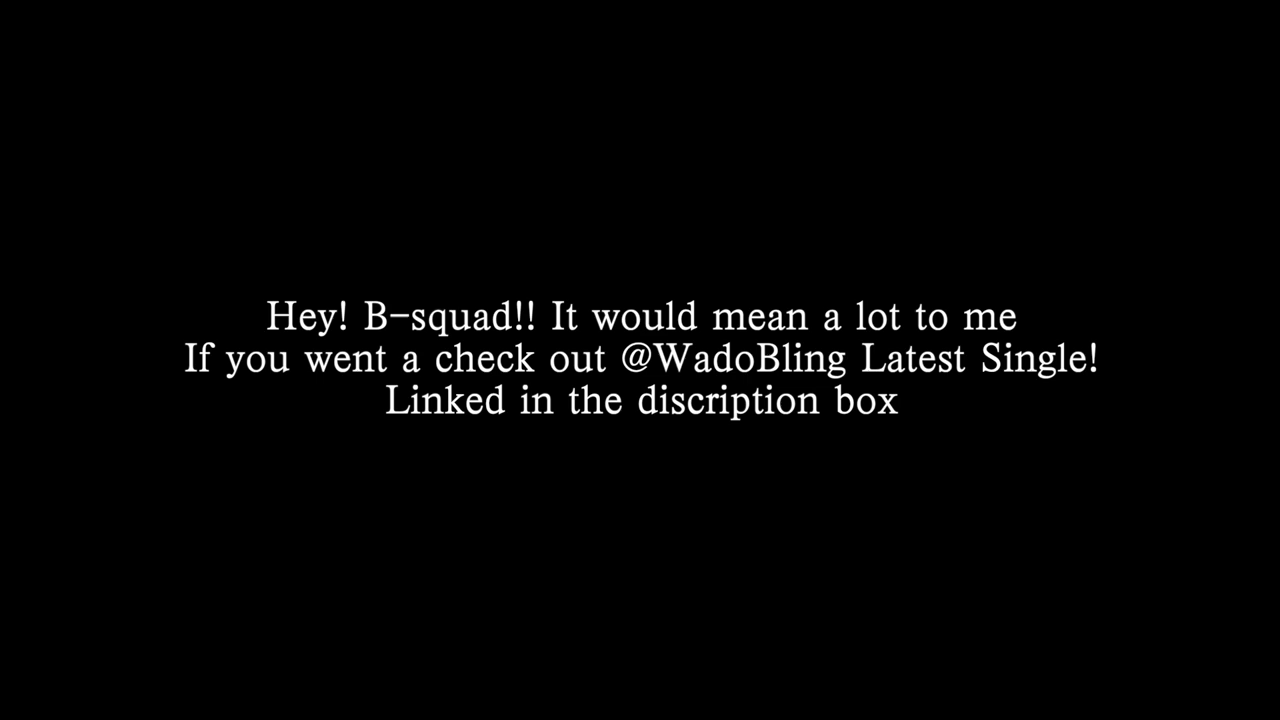 Hey! B-squad!! It would mean a lot to me
If you went a check out @WadoBling Latest Single!
Linked in the discription box